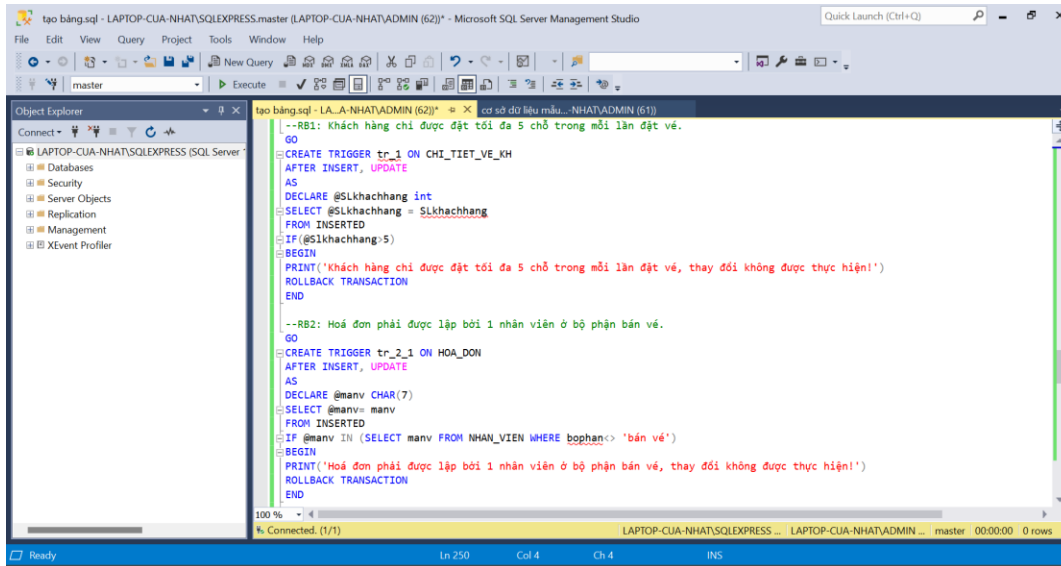 tạo bảng.sql - LAPTOP-CUA-NHAT\SQLEXPRESS.master (LAPTOP-CUA-NHAT\ADMIN (62))* - Microsoft SQL Server Management Studio
Quick Launch (Ctrl+Q)
File Edit View Query Project Tools Window Help
New Query
master
Execute
Object Explorer
tạo bảng.sql - LA...A-NHAT\ADMIN (62))*
cơ sở dữ liệu mẫu...-NHAT\ADMIN (61))
Connect
LAPTOP-CUA-NHAT\SQLEXPRESS (SQL Server
Databases
Security
Server Objects
Replication
Management
XEvent Profiler
--RB1: Khách hàng chỉ được đặt tối đa 5 chỗ trong mỗi lần đặt vé.
GO
CREATE TRIGGER tr_1 ON CHI_TIET_VE_KH
AFTER INSERT, UPDATE
AS
DECLARE @SLkhachhang int
SELECT @SLkhachhang = SLkhachhang
FROM INSERTED
IF(@Slkhachhang>5)
BEGIN
PRINT('Khách hàng chỉ được đặt tối đa 5 chỗ trong mỗi lần đặt vé, thay đổi không được thực hiện!')
ROLLBACK TRANSACTION
END
--RB2: Hoá đơn phải được lập bởi 1 nhân viên ở bộ phận bán vé.
GO
CREATE TRIGGER tr_2_1 ON HOA_DON
AFTER INSERT, UPDATE
AS
DECLARE @manv CHAR(7)
SELECT @manv= manv
FROM INSERTED
IF @manv IN (SELECT manv FROM NHAN_VIEN WHERE bophan<> 'bán vé')
BEGIN
PRINT('Hoá đơn phải được lập bởi 1 nhân viên ở bộ phận bán vé, thay đổi không được thực hiện!')
ROLLBACK TRANSACTION
END
100 %
Connected. (1/1)
LAPTOP-CUA-NHAT\SQLEXPRESS ... LAPTOP-CUA-NHAT\ADMIN ... master 00:00:00 0 rows
Ready
Ln 250 Col 4 Ch 4 INS